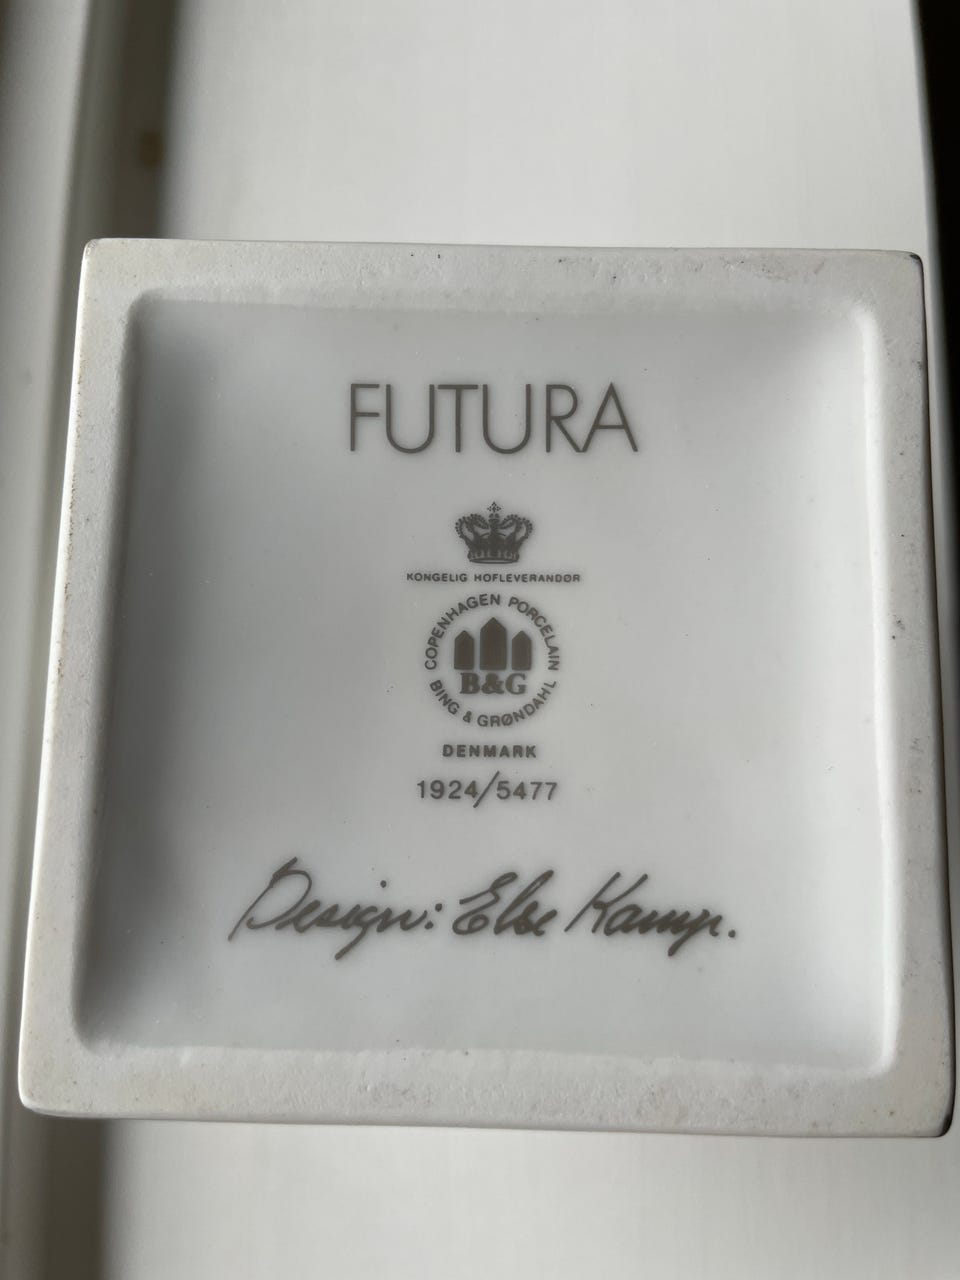 FUTURA
KONGELIG HOFLEVERANDØR
COPENHAGEN PORCELAIN
B&G
BING & GRØNDAHL
DENMARK
1924/5477
Design: Else Kamp.